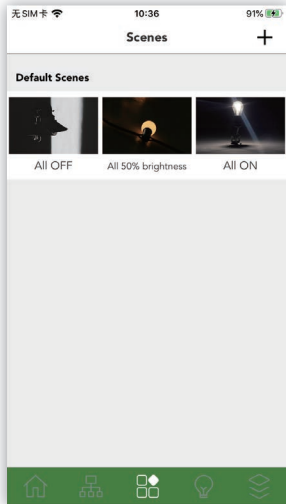 无SIM卡 10:36 91%
Scenes +
Default Scenes
All OFF All 50% brightness All ON